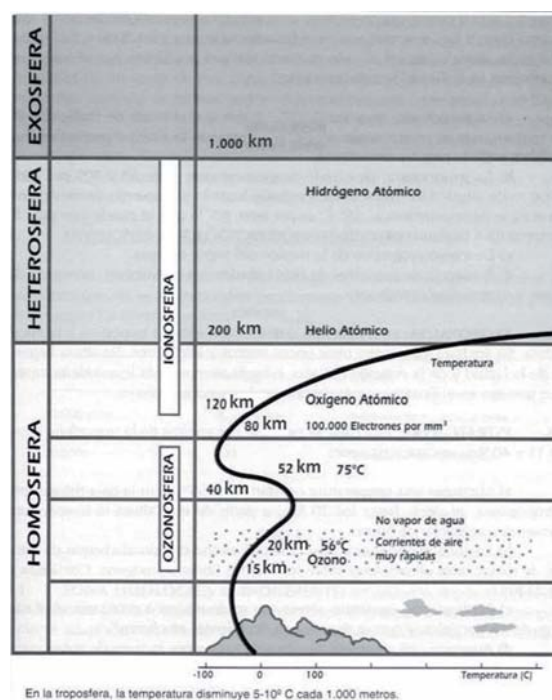 EXOSFERA
1.000 km
HETEROSFERA
IONOSFERA
Hidrógeno Atómico
200 km
Helio Atómico
Temperatura
120 km
Oxígeno Atómico
80 km
100.000 Electrones por mm³
HOMOSFERA
OZONOSFERA
52 km 75°C
40 km
No vapor de agua
20 km 56°C
Corrientes de aire
Ozono
muy rápidas
15 km
-100 0 100 Temperatura (C)
En la troposfera, la temperatura disminuye 5-10º C cada 1.000 metros.